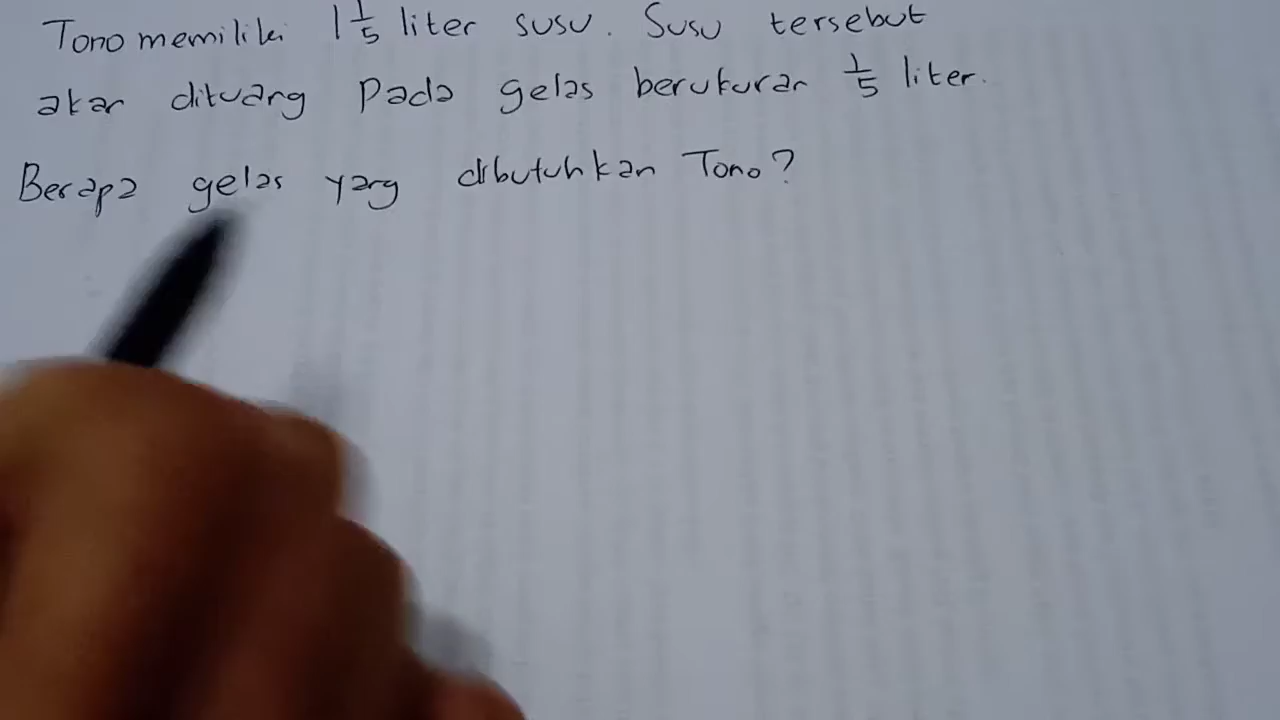 Tono memiliki 1 1/5 liter susu. Susu tersebut
akan dituang pada gelas berukuran 1/5 liter.
Berapa gelas yang dibutuhkan Tono?